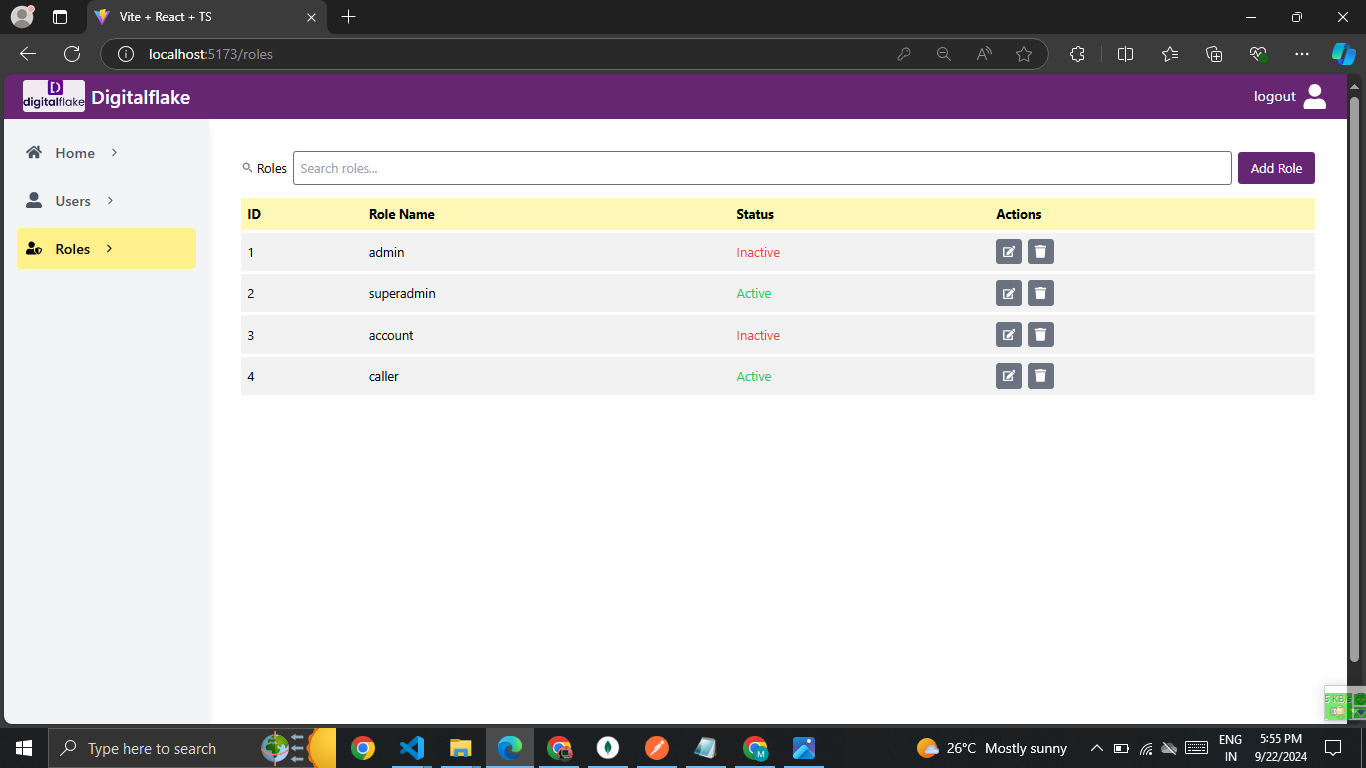 Vite + React + TS
localhost:5173/roles
digitalflake Digitalflake
logout
Home
Users
Roles
Roles Search roles... Add Role
ID Role Name Status Actions
1 admin Inactive
2 superadmin Active
3 account Inactive
4 caller Active
Type here to search
26°C Mostly sunny
ENG
IN
5:55 PM
9/22/2024